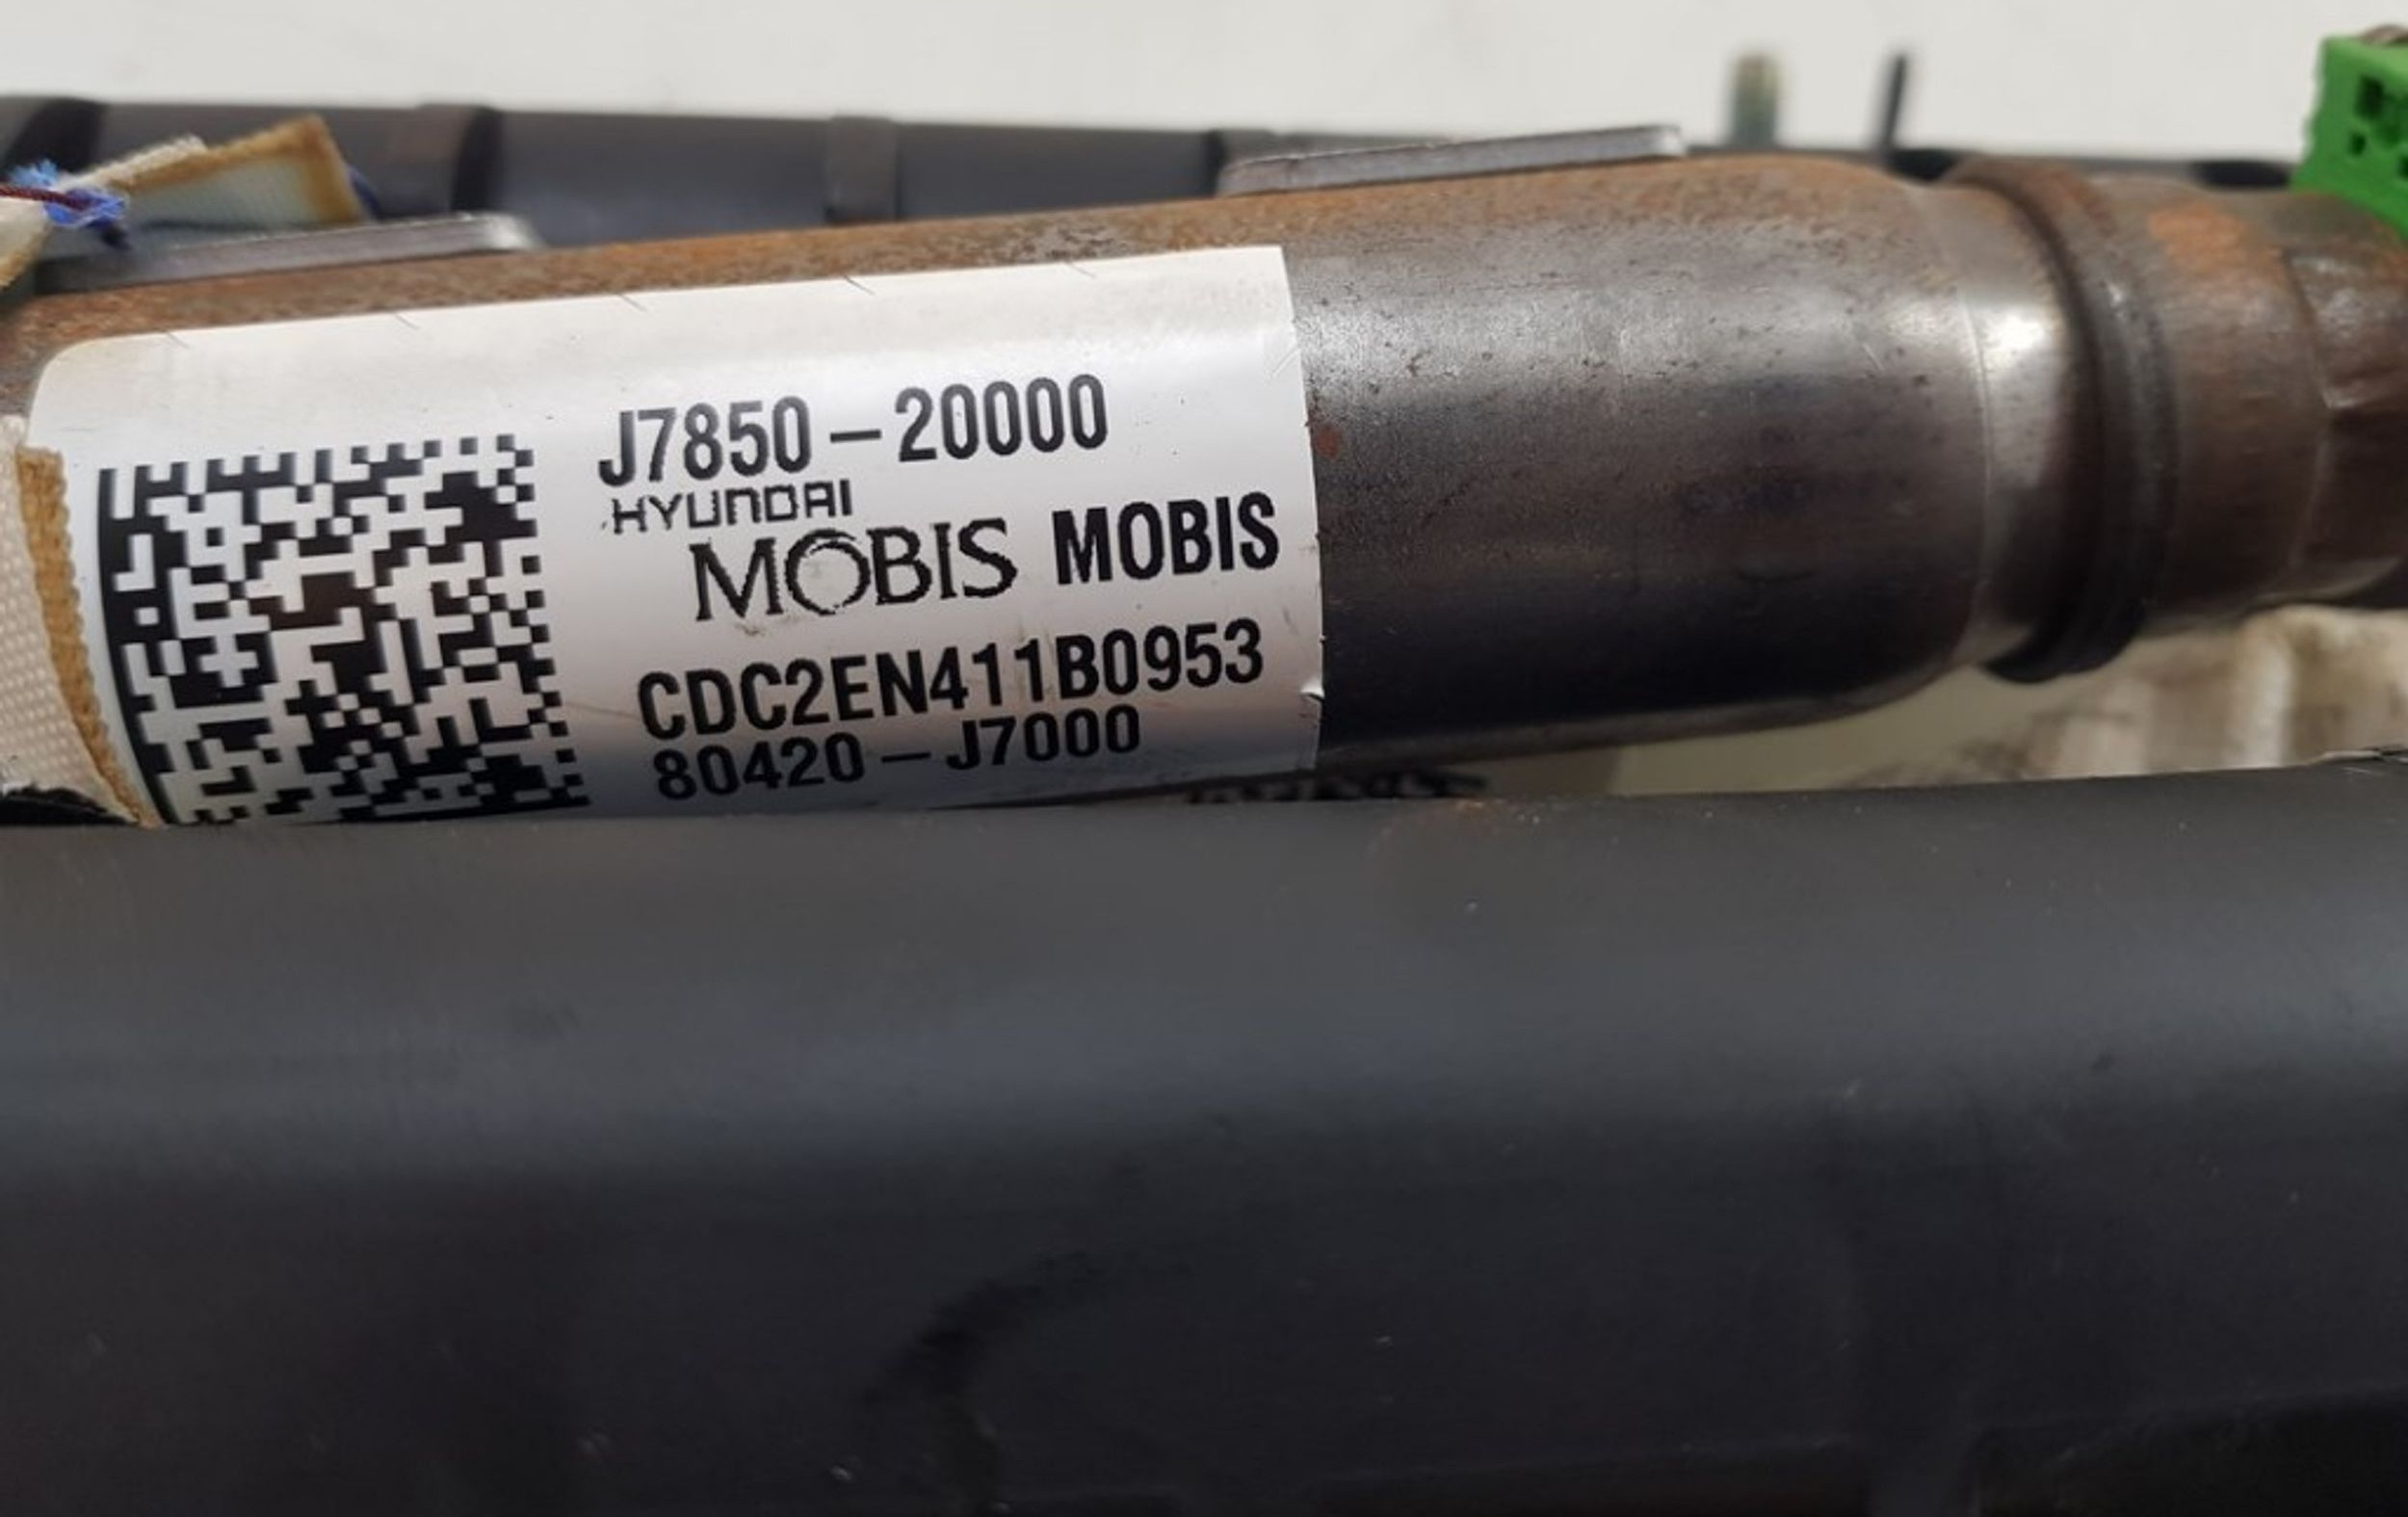 J7850-20000
HYUNDAI
MOBIS MOBIS
CDC2EN411B0953
80420-J7000